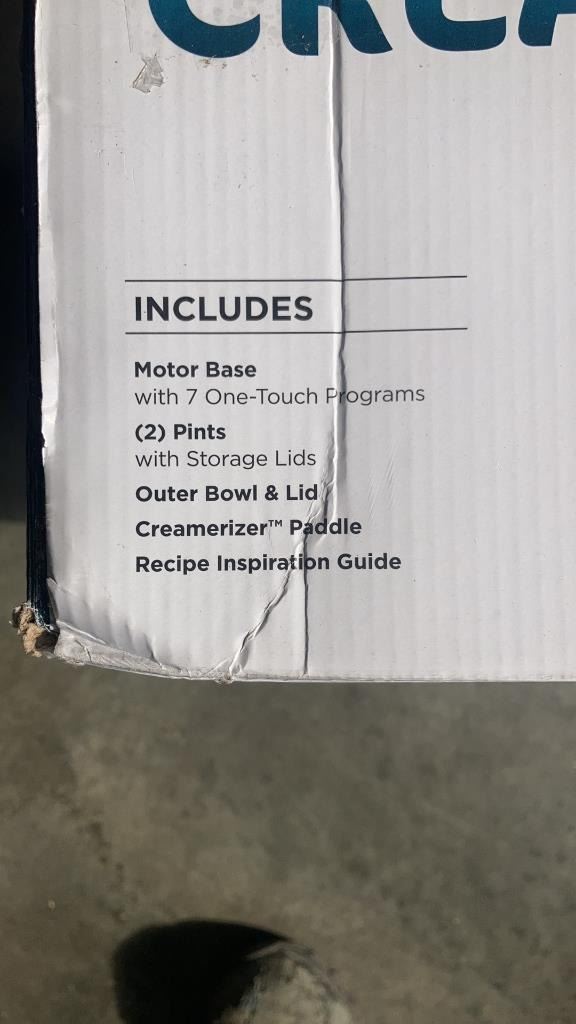 CREA
INCLUDES
Motor Base
with 7 One-Touch Programs
(2) Pints
with Storage Lids
Outer Bowl & Lid
Creamerizer™ Paddle
Recipe Inspiration Guide